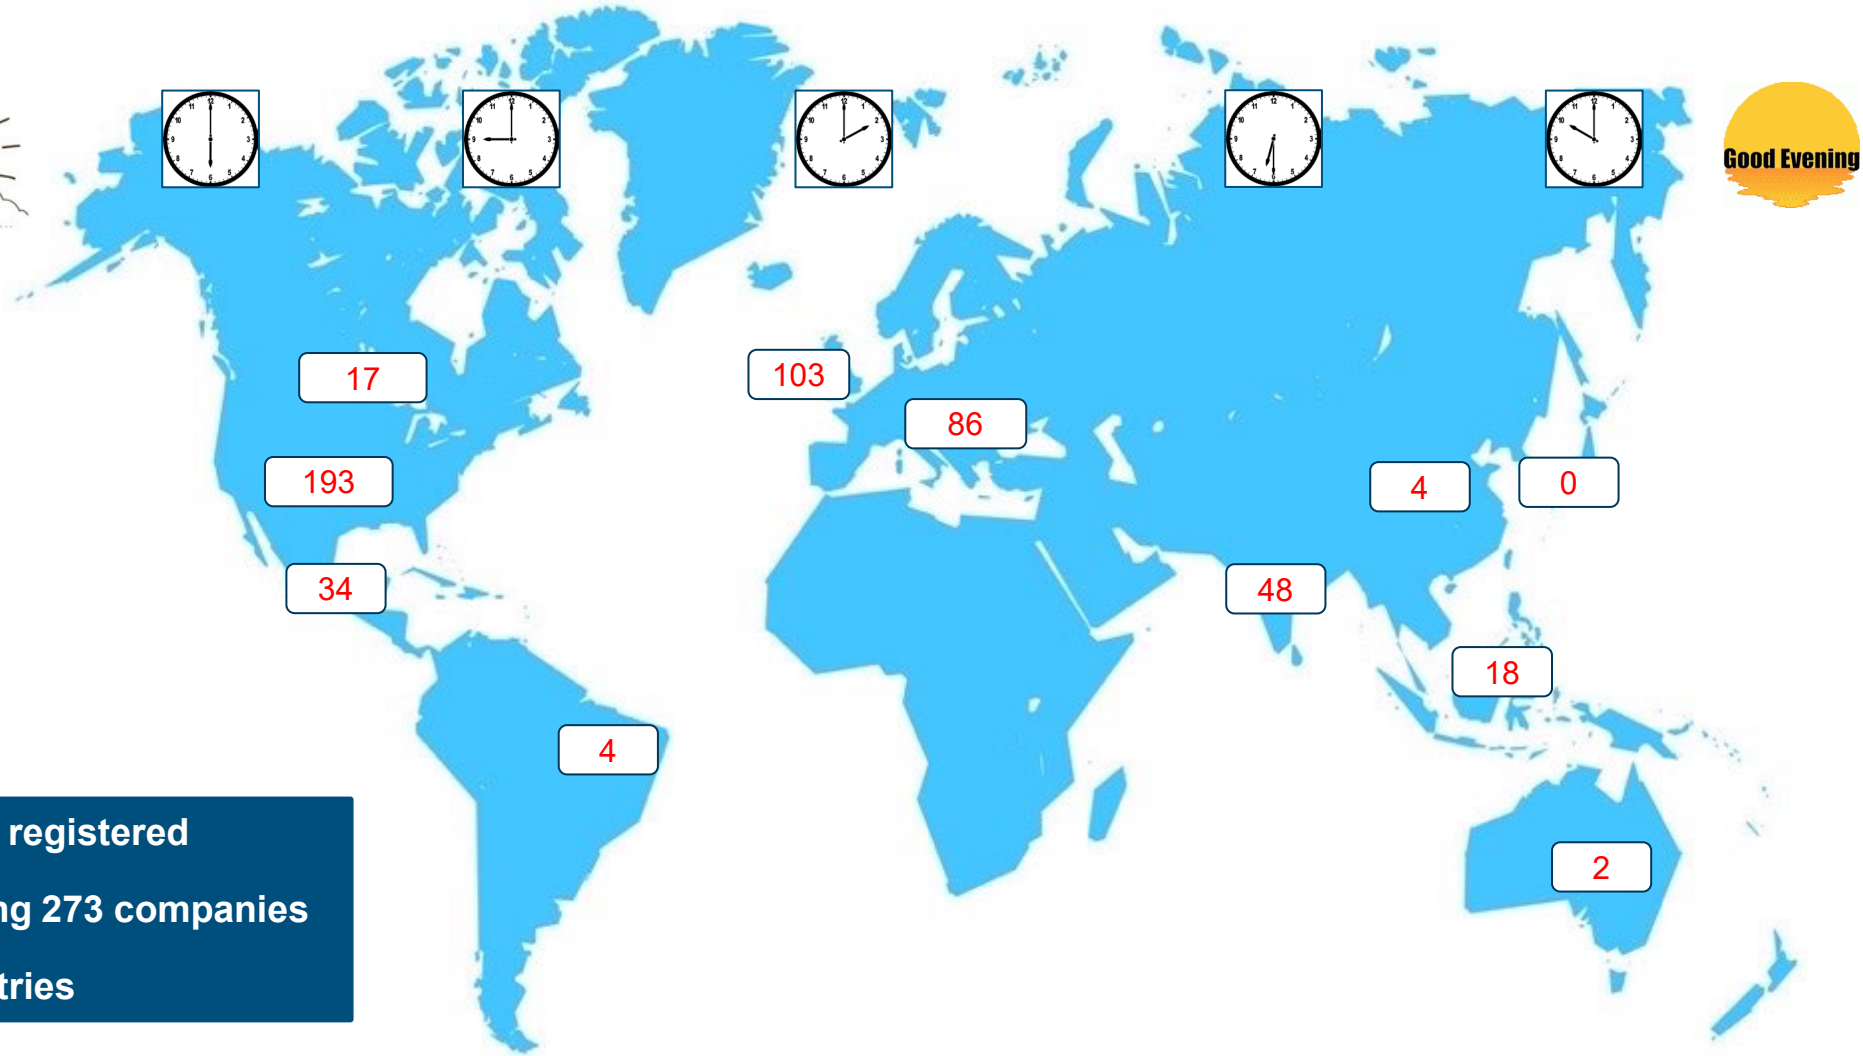 Good Evening
17
103
86
193
4
0
34
48
18
4
registered
ng 273 companies
tries
2